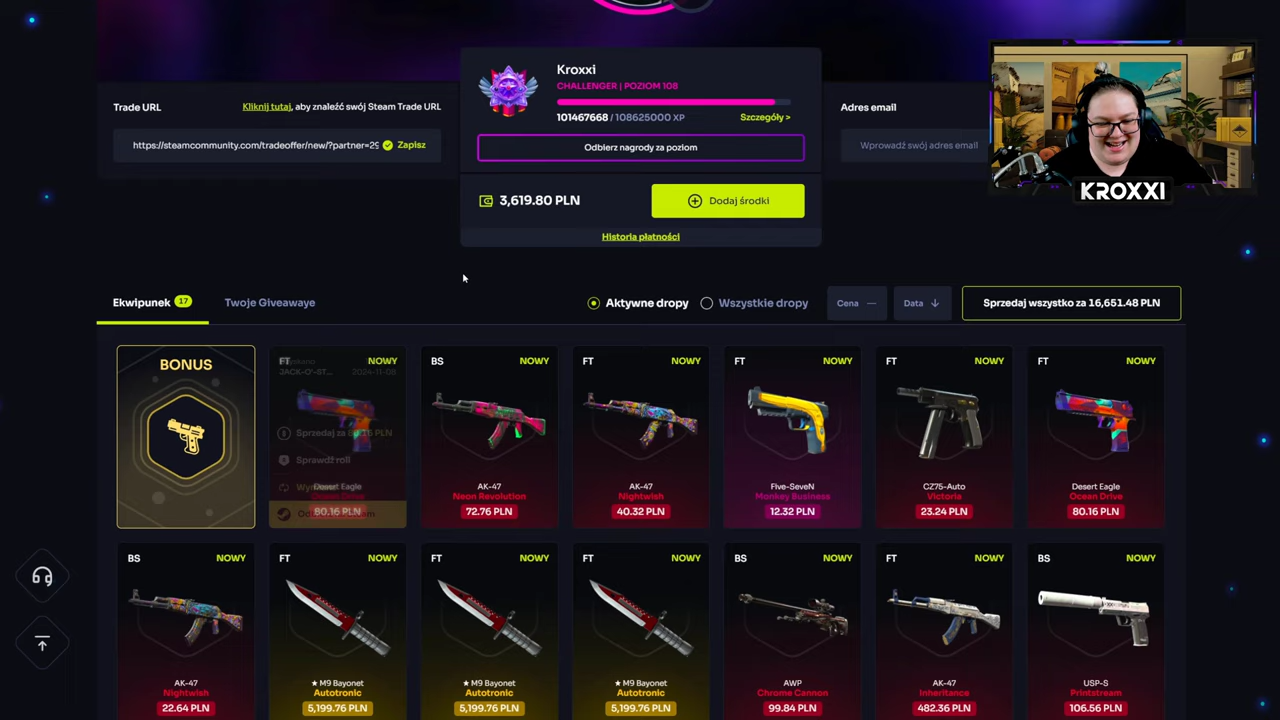 Kroxxi
CHALLENGER | POZIOM 108
101467668 / 108625000 XP
Szczegóły >
Odbierz nagrody za poziom
3,619.80 PLN
Dodaj środki
Historia płatności
Trade URL
Kliknij tutaj, aby znaleźć swój Steam Trade URL
https://steamcommunity.com/tradeoffer/new/?partner=29
Zapisz
Adres email
Wprowadź swój adres email
KROXXI
Ekwipunek 17
Twoje Giveawaye
Aktywne dropy
Wszystkie dropy
Cena —
Data ↓
Sprzedaj wszystko za 16,651.48 PLN
BONUS
FT NOWY
JACK-O'-ST... 2024-11-09
Sprawdź roll
Desert Eagle
Ocean Drive
80.16 PLN
BS NOWY
AK-47
Neon Revolution
72.76 PLN
FT NOWY
AK-47
Nightwish
40.32 PLN
FT NOWY
Five-SeveN
Monkey Business
12.32 PLN
FT NOWY
CZ75-Auto
Victoria
23.24 PLN
FT NOWY
Desert Eagle
Ocean Drive
80.16 PLN
BS NOWY
AK-47
Nightwish
22.64 PLN
FT NOWY
★ M9 Bayonet
Autotronic
5,199.76 PLN
FT NOWY
★ M9 Bayonet
Autotronic
5,199.76 PLN
FT NOWY
★ M9 Bayonet
Autotronic
5,199.76 PLN
BS NOWY
AWP
Chrome Cannon
99.84 PLN
FT NOWY
AK-47
Inheritance
482.36 PLN
BS NOWY
USP-S
Printstream
106.56 PLN